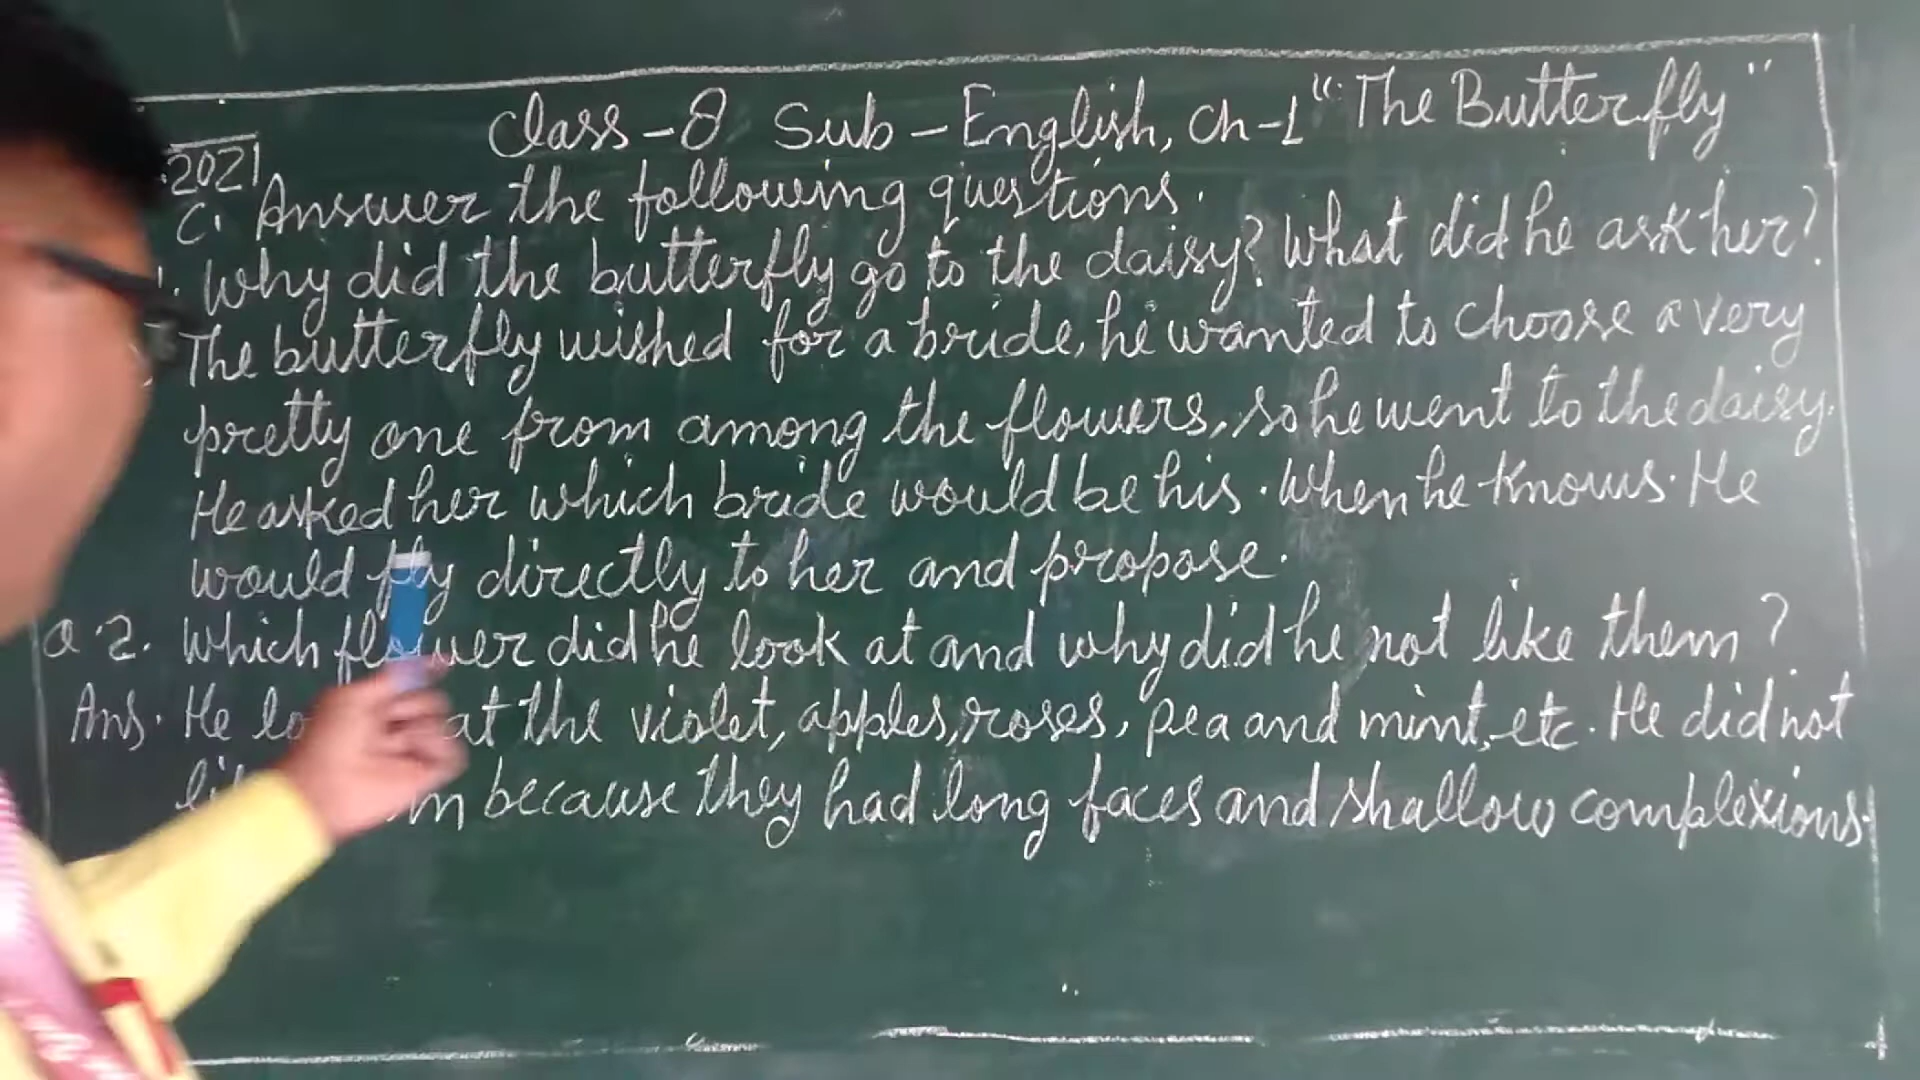 Class - 8 Sub - English, Ch-1 "The Butterfly"
2021
C. Answer the following questions.
1. Why did the butterfly go to the daisy? What did he ask her?
The butterfly wished for a bride, he wanted to choose a very
pretty one from among the flowers, so he went to the daisy.
He asked her which bride would be his. When he knows. He
would fly directly to her and propose.
Q.2. Which flower did he look at and why did he not like them?
Ans. He at the violet, apples, roses, pea and mint, etc. He did not
because they had long faces and shallow complexions.